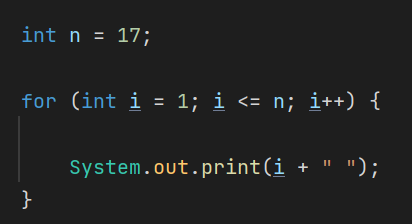 int n = 17;
for (int i = 1; i <= n; i++) {
System.out.print(i + " ");
}